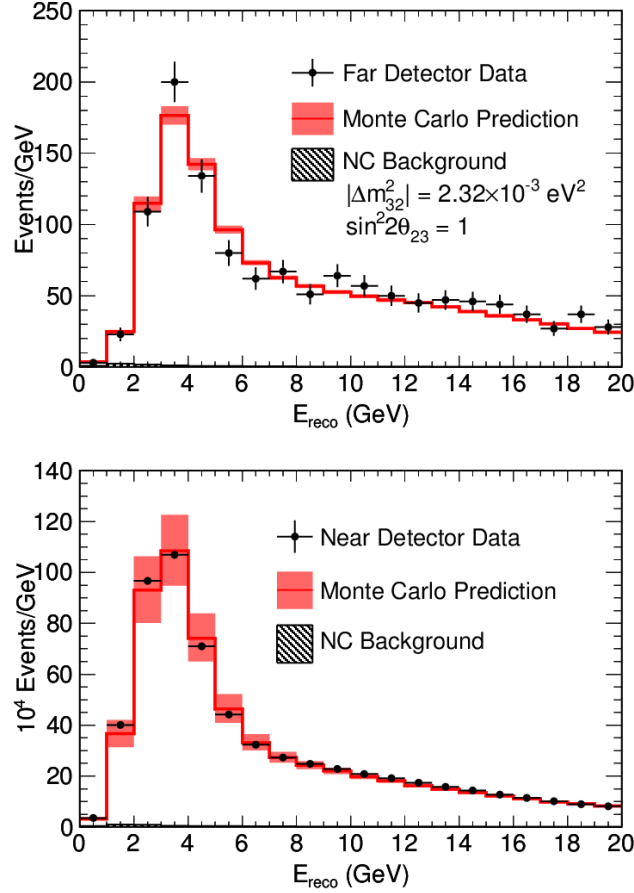 250
200
150
100
50
0
Events/GeV
Far Detector Data
Monte Carlo Prediction
NC Background
|Δm²₃₂| = 2.32×10⁻³ eV²
sin²2θ₂₃ = 1
0 2 4 6 8 10 12 14 16 18 20
E_reco (GeV)
140
120
100
80
60
40
20
0
10⁴ Events/GeV
Near Detector Data
Monte Carlo Prediction
NC Background
0 2 4 6 8 10 12 14 16 18 20
E_reco (GeV)